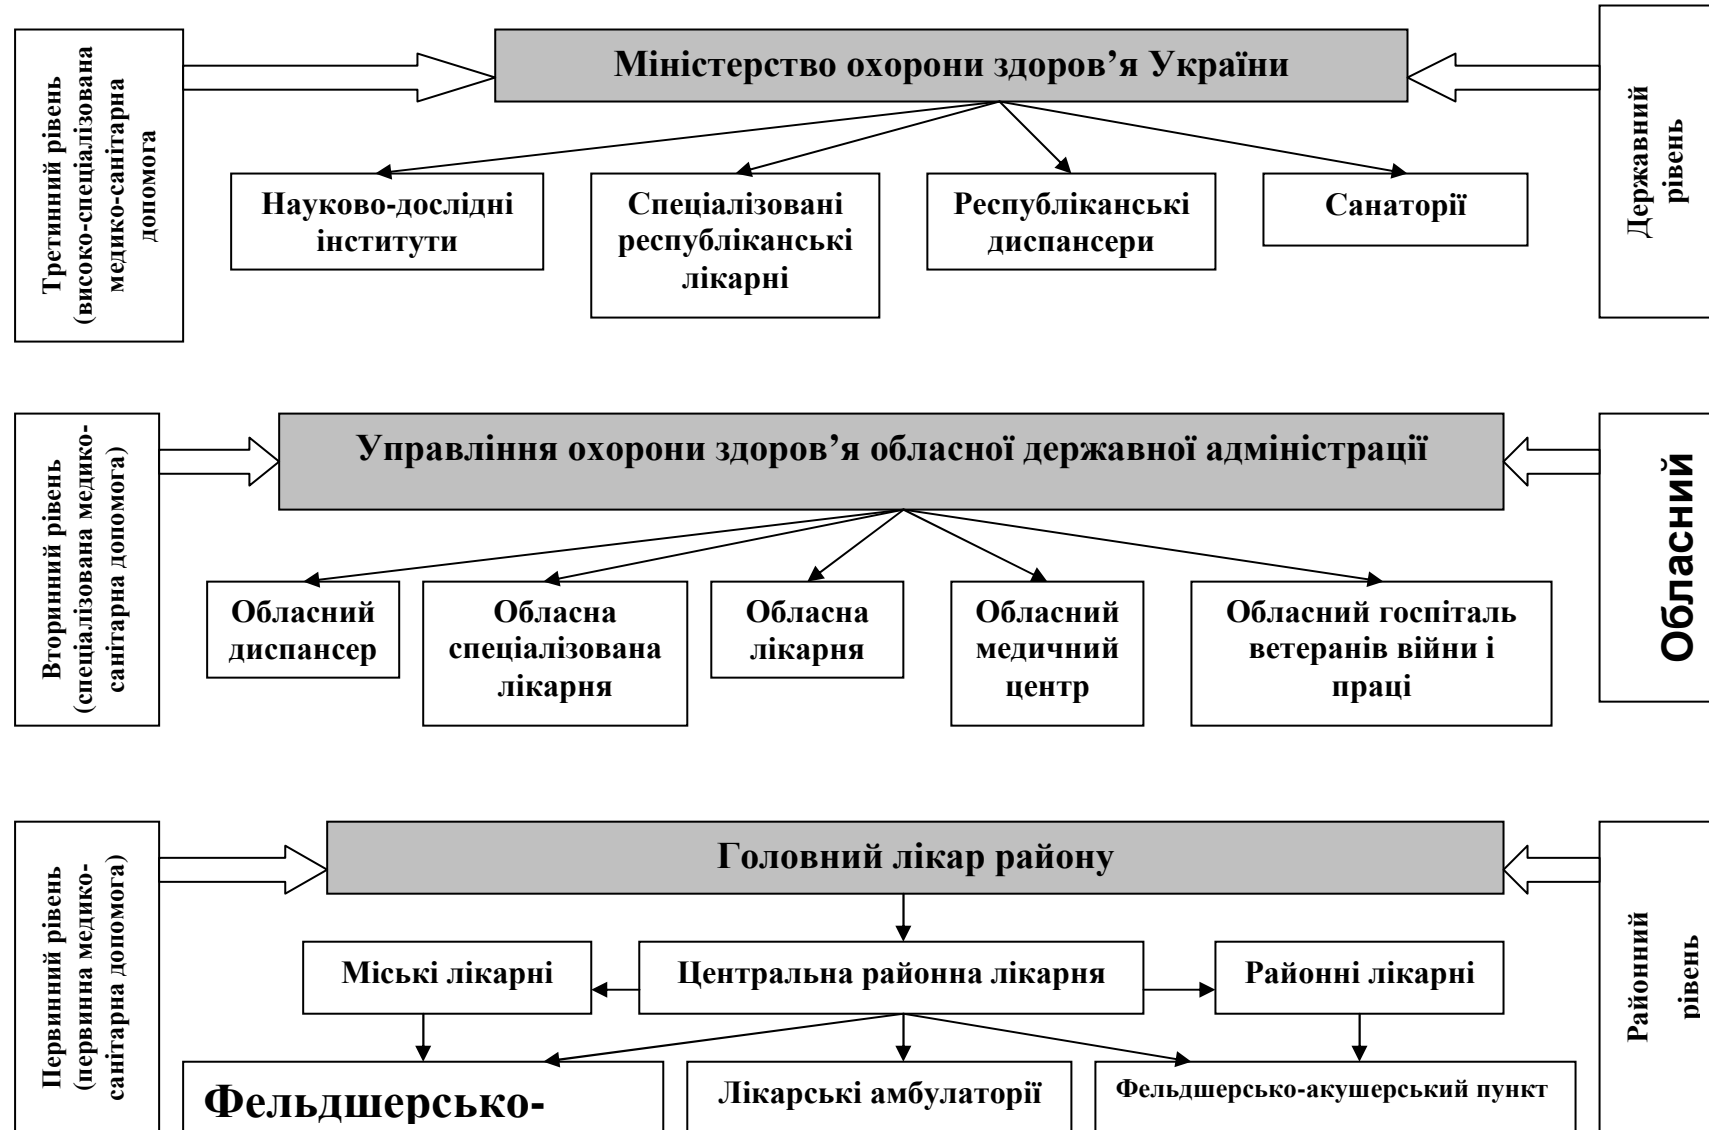 Третинний рівень
(високо-спеціалізована
медико-санітарна
допомога
Міністерство охорони здоров’я України
Державний
рівень
Науково-дослідні
інститути
Спеціалізовані
республіканські
лікарні
Республіканські
диспансери
Санаторії
Вторинний рівень
(спеціалізована медико-
санітарна допомога)
Управління охорони здоров’я обласної державної адміністрації
Обласний
Обласний
диспансер
Обласна
спеціалізована
лікарня
Обласна
лікарня
Обласний
медичний
центр
Обласний госпіталь
ветеранів війни і
праці
Первинний рівень
(первинна медико-
санітарна допомога)
Головний лікар району
Районний
рівень
Міські лікарні
Центральна районна лікарня
Районні лікарні
Фельдшерсько-
Лікарські амбулаторії
Фельдшерсько-акушерський пункт